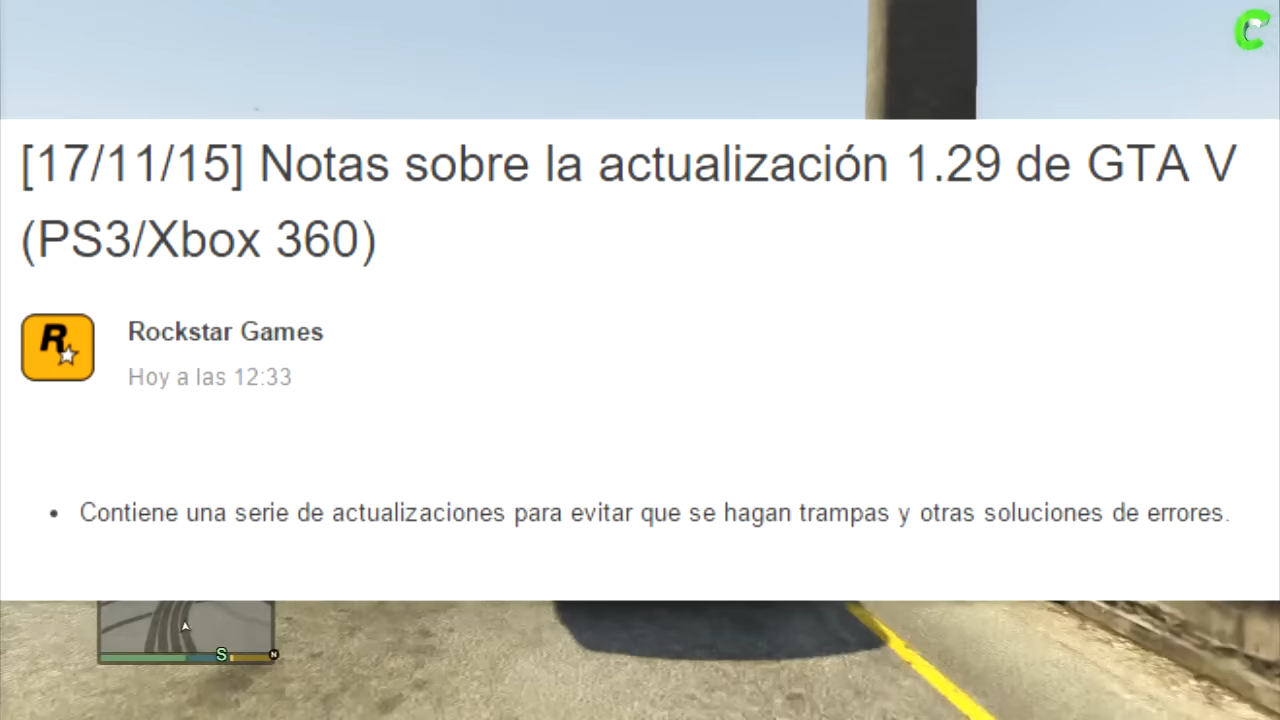 C
[17/11/15] Notas sobre la actualización 1.29 de GTA V
(PS3/Xbox 360)
R
Rockstar Games
Hoy a las 12:33
• Contiene una serie de actualizaciones para evitar que se hagan trampas y otras soluciones de errores.
S
N